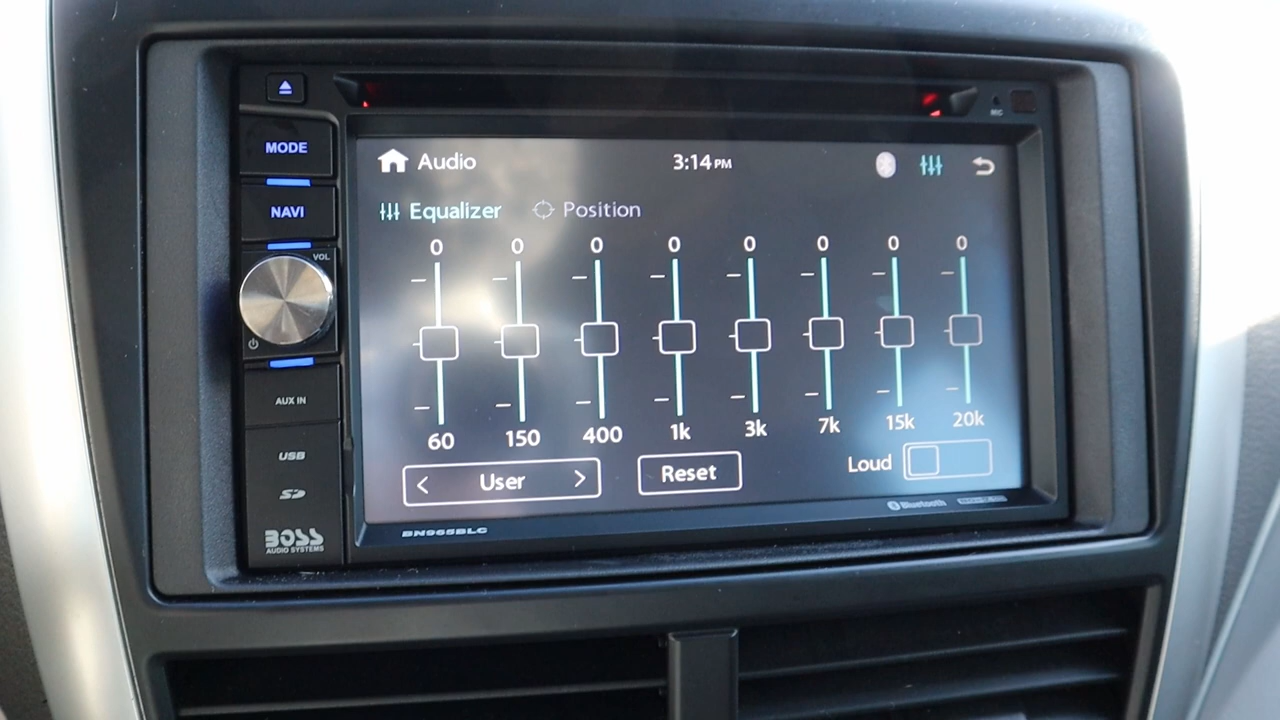 MIC
MODE
NAVI
VOL
AUX IN
USB
BOSS
AUDIO SYSTEMS
Audio
3:14 PM
Equalizer Position
0 0 0 0 0 0 0 0
60 150 400 1k 3k 7k 15k 20k
< User > Reset Loud
BN965BLC
Bluetooth